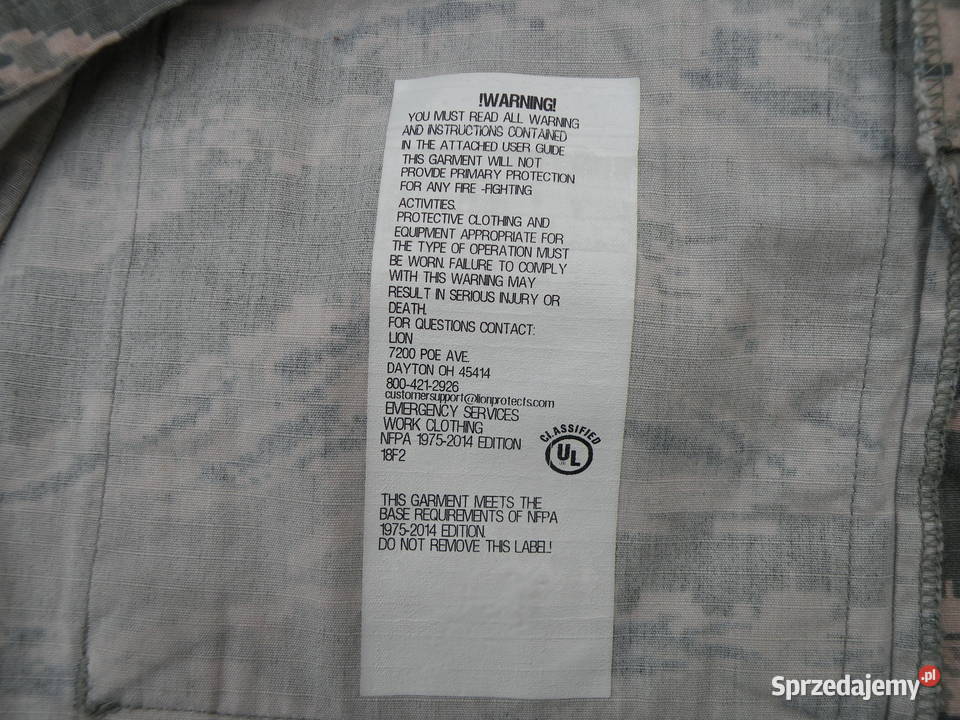 !WARNING!
YOU MUST READ ALL WARNING
AND INSTRUCTIONS CONTAINED
IN THE ATTACHED USER GUIDE
THIS GARMENT WILL NOT
PROVIDE PRIMARY PROTECTION
FOR ANY FIRE -FIGHTING
ACTIVITIES.
PROTECTIVE CLOTHING AND
EQUIPMENT APPROPRIATE FOR
THE TYPE OF OPERATION MUST
BE WORN. FAILURE TO COMPLY
WITH THIS WARNING MAY
RESULT IN SERIOUS INJURY OR
DEATH.
FOR QUESTIONS CONTACT:
LION
7200 POE AVE.
DAYTON OH 45414
800-421-2926
customersupport@lionprotects.com
EMERGENCY SERVICES
WORK CLOTHING
NFPA 1975-2014 EDITION
18F2
CLASSIFIED
UL
THIS GARMENT MEETS THE
BASE REQUIREMENTS OF NFPA
1975-2014 EDITION.
DO NOT REMOVE THIS LABEL!
Sprzedajemy.pl